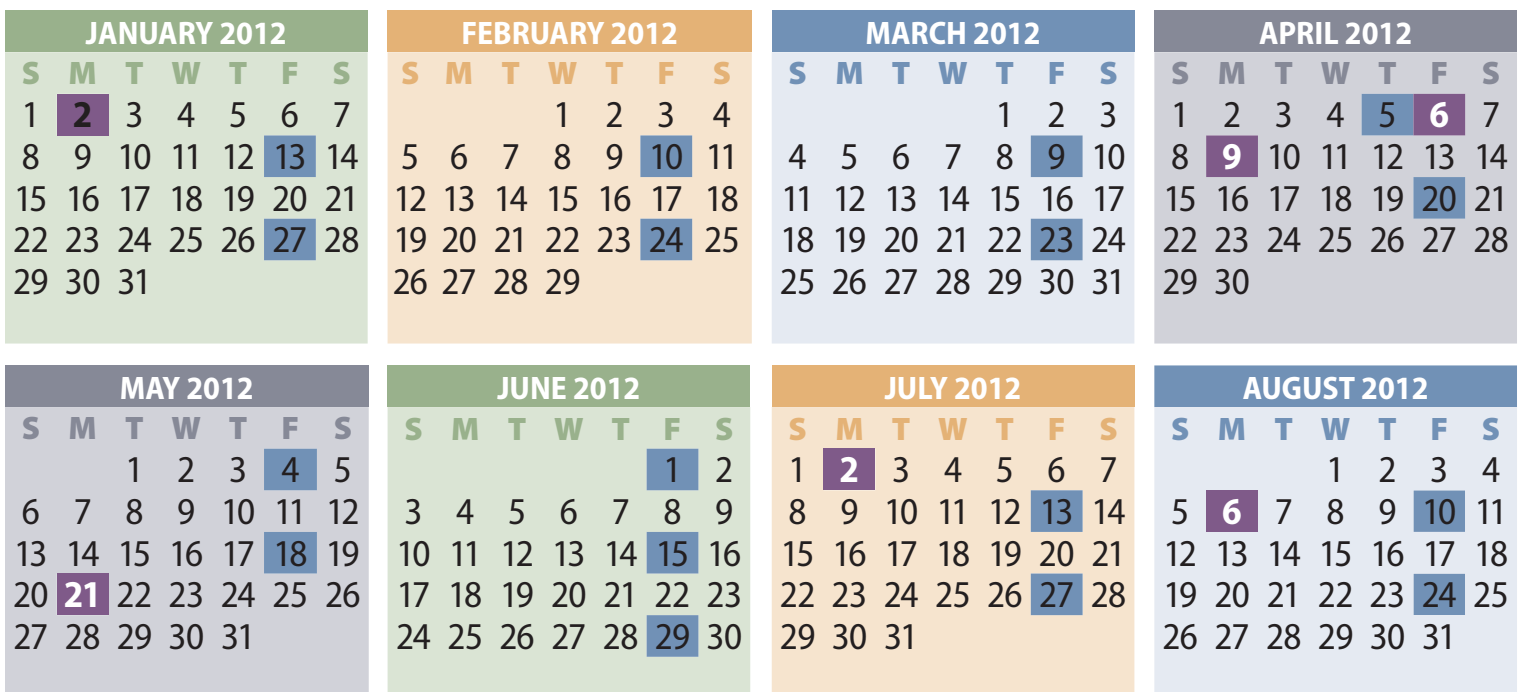 JANUARY 2012
S M T W T F S
1 2 3 4 5 6 7
8 9 10 11 12 13 14
15 16 17 18 19 20 21
22 23 24 25 26 27 28
29 30 31
FEBRUARY 2012
S M T W T F S
1 2 3 4
5 6 7 8 9 10 11
12 13 14 15 16 17 18
19 20 21 22 23 24 25
26 27 28 29
MARCH 2012
S M T W T F S
1 2 3
4 5 6 7 8 9 10
11 12 13 14 15 16 17
18 19 20 21 22 23 24
25 26 27 28 29 30 31
APRIL 2012
S M T W T F S
1 2 3 4 5 6 7
8 9 10 11 12 13 14
15 16 17 18 19 20 21
22 23 24 25 26 27 28
29 30
MAY 2012
S M T W T F S
1 2 3 4 5
6 7 8 9 10 11 12
13 14 15 16 17 18 19
20 21 22 23 24 25 26
27 28 29 30 31
JUNE 2012
S M T W T F S
1 2
3 4 5 6 7 8 9
10 11 12 13 14 15 16
17 18 19 20 21 22 23
24 25 26 27 28 29 30
JULY 2012
S M T W T F S
1 2 3 4 5 6 7
8 9 10 11 12 13 14
15 16 17 18 19 20 21
22 23 24 25 26 27 28
29 30 31
AUGUST 2012
S M T W T F S
1 2 3 4
5 6 7 8 9 10 11
12 13 14 15 16 17 18
19 20 21 22 23 24 25
26 27 28 29 30 31